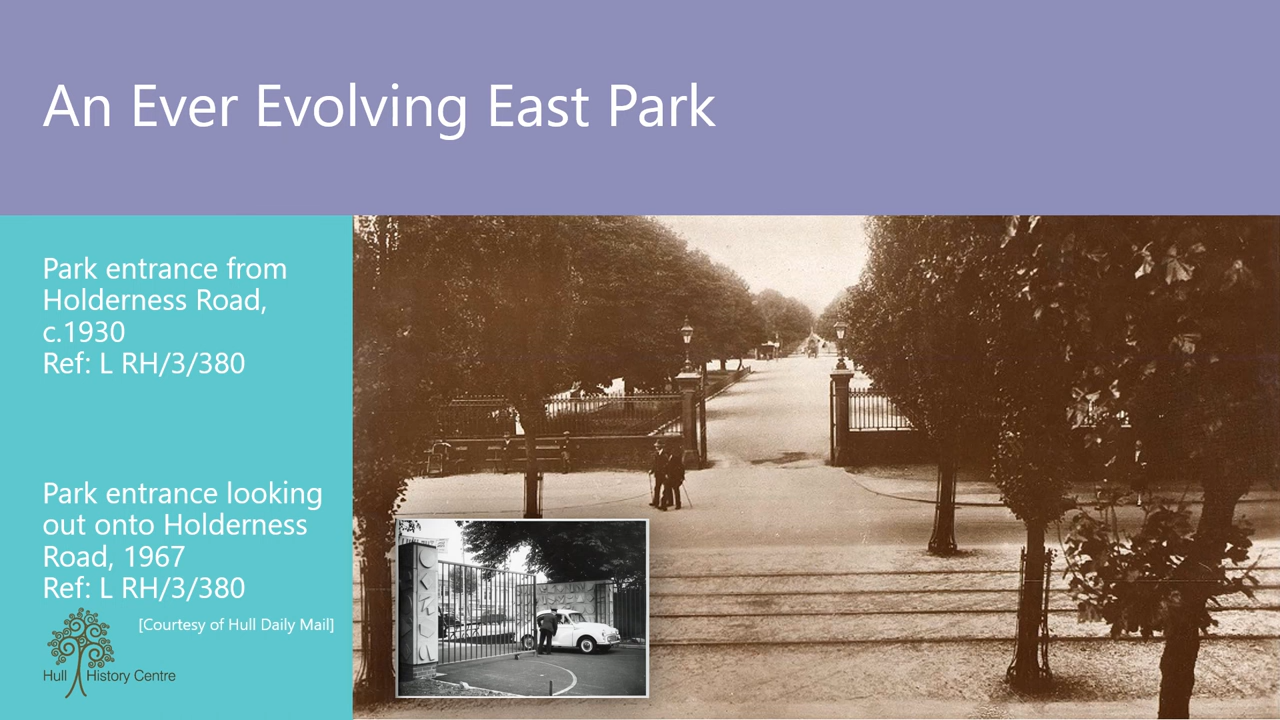 An Ever Evolving East Park
Park entrance from
Holderness Road,
c.1930
Ref: L RH/3/380
Park entrance looking
out onto Holderness
Road, 1967
Ref: L RH/3/380
[Courtesy of Hull Daily Mail]
Hull History Centre